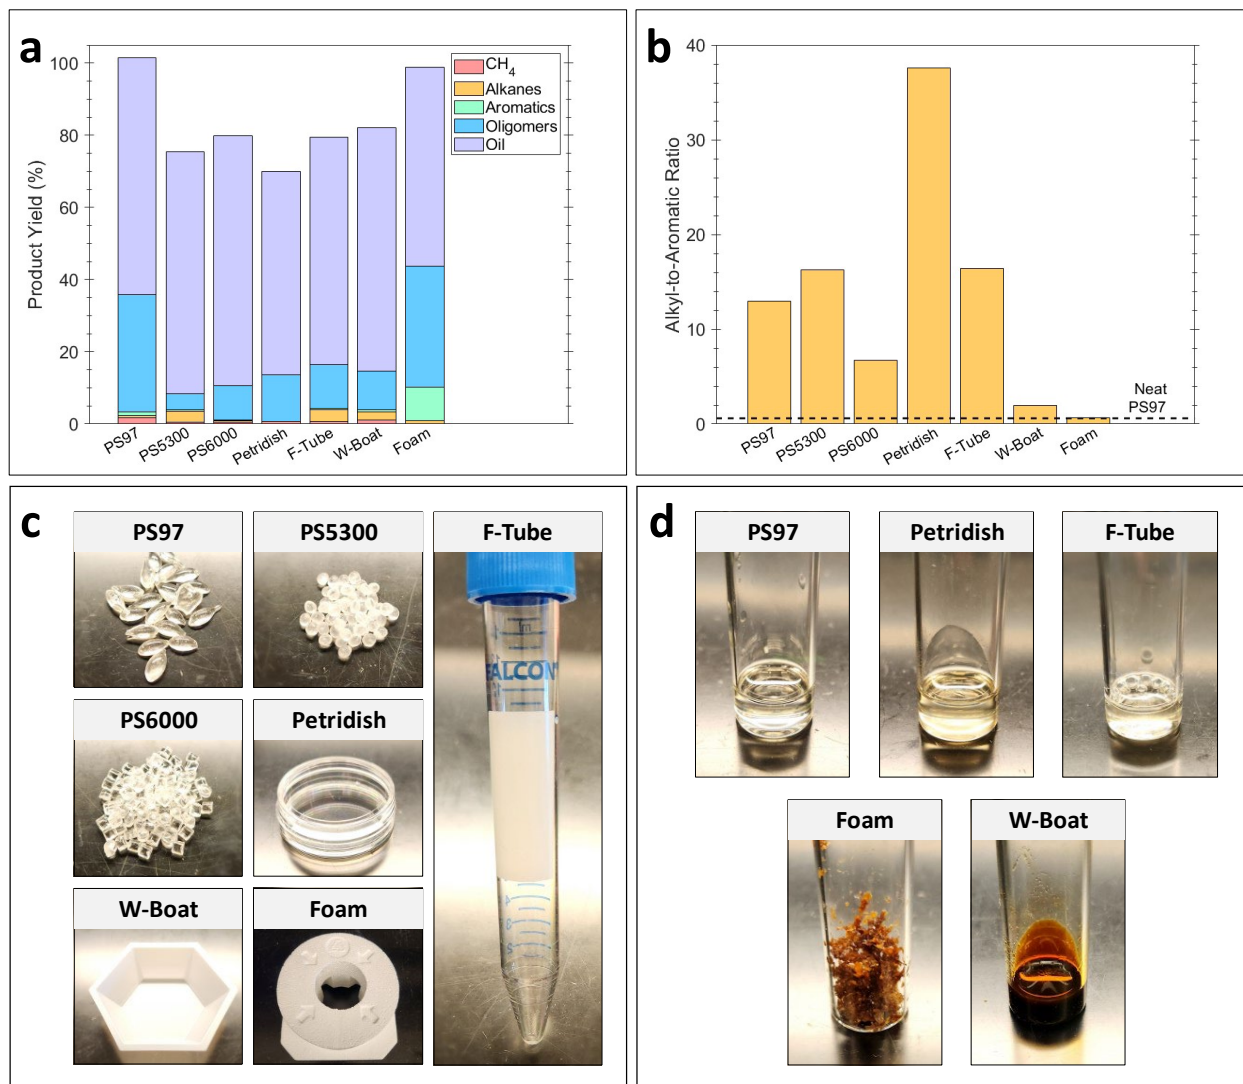 a
Product Yield (%)
100
80
60
40
20
0
CH4
Alkanes
Aromatics
Oligomers
Oil
PS97
PS5300
PS6000
Petridish
F-Tube
W-Boat
Foam
b
Alkyl-to-Aromatic Ratio
40
30
20
10
0
Neat
PS97
PS97
PS5300
PS6000
Petridish
F-Tube
W-Boat
Foam
c
PS97
PS5300
F-Tube
FALCON
PS6000
Petridish
W-Boat
Foam
d
PS97
Petridish
F-Tube
Foam
W-Boat